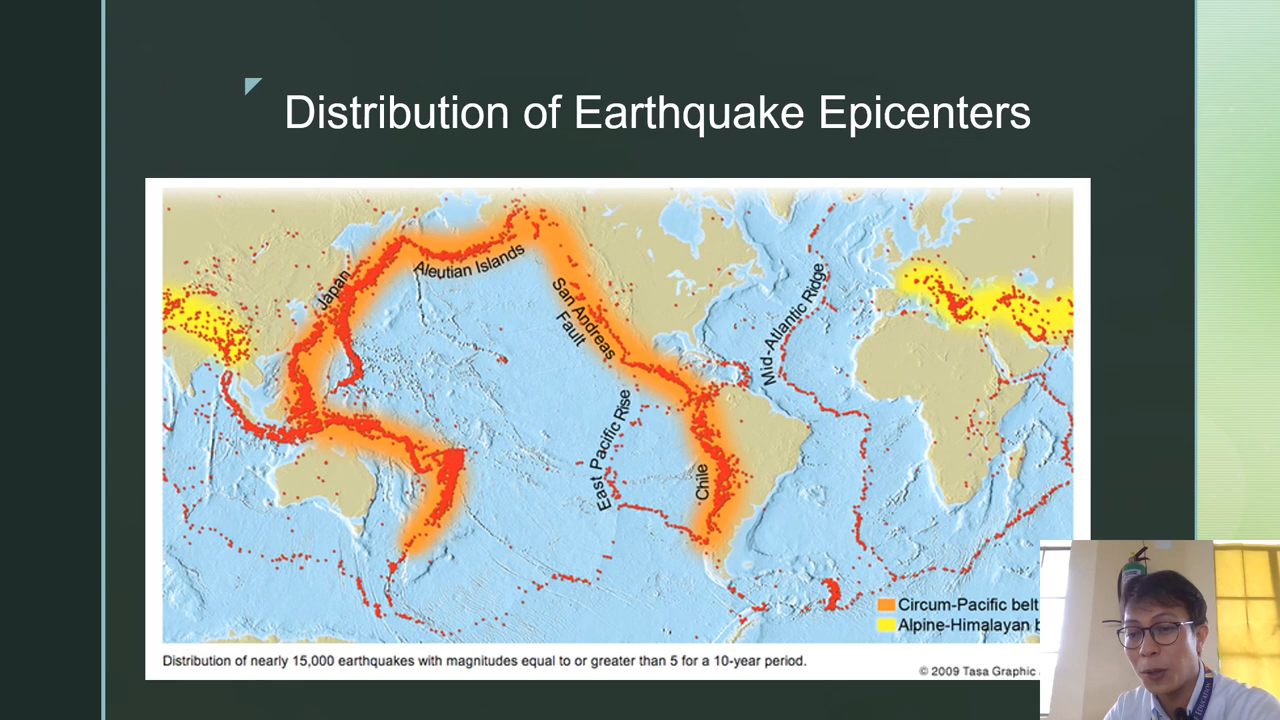 Distribution of Earthquake Epicenters
Japan
Aleutian Islands
San Andreas
Fault
Mid-Atlantic Ridge
East Pacific Rise
Chile
Circum-Pacific belt
Alpine-Himalayan
Distribution of nearly 15,000 earthquakes with magnitudes equal to or greater than 5 for a 10-year period.
© 2009 Tasa Graphic